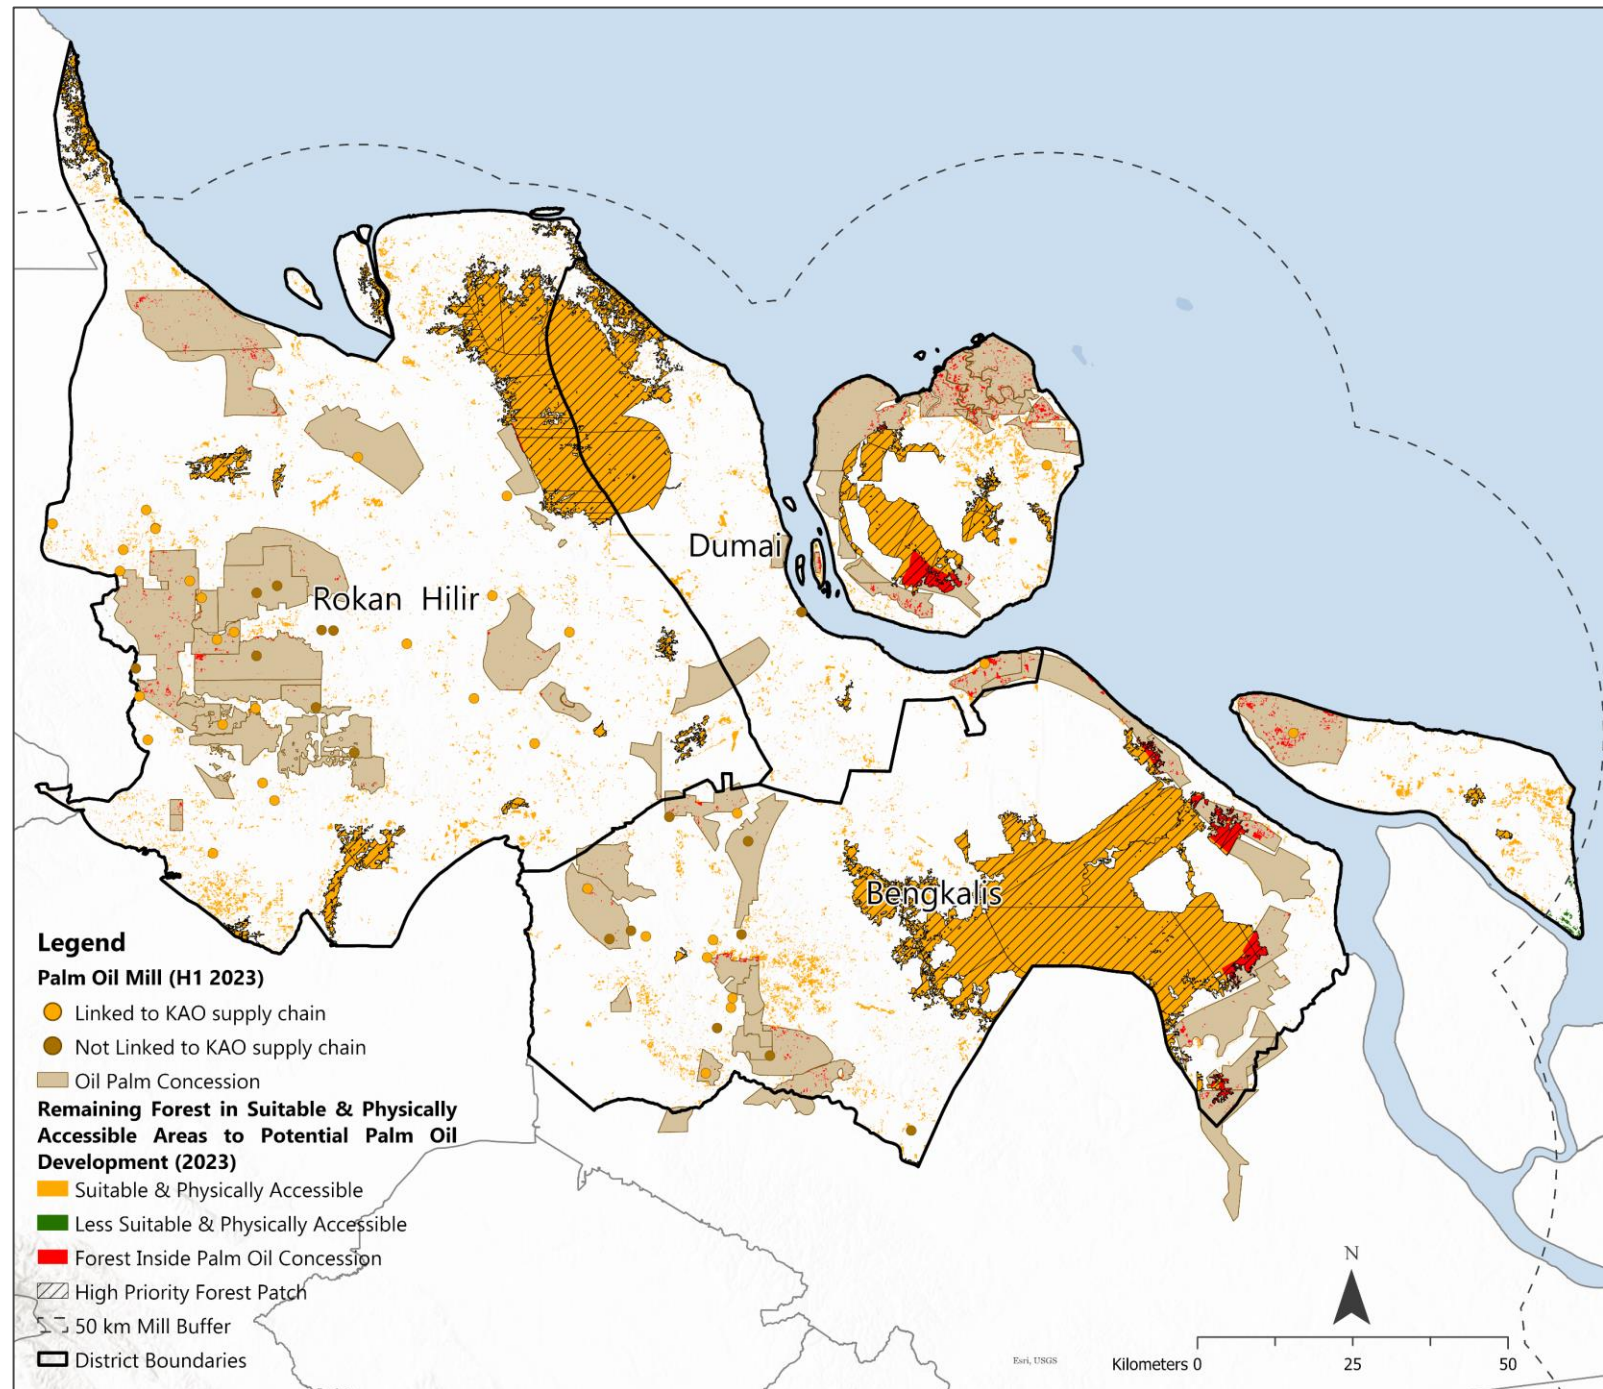 Dumai
Rokan Hilir
Bengkalis
Legend
Palm Oil Mill (H1 2023)
Linked to KAO supply chain
Not Linked to KAO supply chain
Oil Palm Concession
Remaining Forest in Suitable & Physically
Accessible Areas to Potential Palm Oil
Development (2023)
Suitable & Physically Accessible
Less Suitable & Physically Accessible
Forest Inside Palm Oil Concession
High Priority Forest Patch
50 km Mill Buffer
District Boundaries
N
Esri, USGS
Kilometers 0 25 50